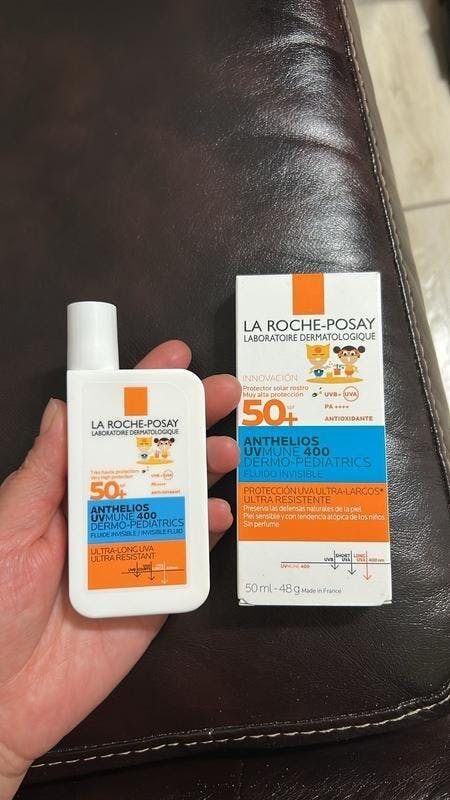 LA ROCHE-POSAY
LABORATOIRE DERMATOLOGIQUE
Très haute protection
Very high protection
50+
UVB + UVA
PA ++++
ANTI-OXYDANT
ANTHELIOS
UVMUNE 400
DERMO-PEDIATRICS
FLUIDE INVISIBLE / INVISIBLE FLUID
ULTRA-LONG UVA
ULTRA RESISTANT
LA ROCHE-POSAY
LABORATOIRE DERMATOLOGIQUE
INNOVACIÓN
Protector solar rostro
Muy alta protección
50+
SPF
UVB + UVA
PA ++++
ANTIOXIDANTE
ANTHELIOS
UVMUNE 400
DERMO-PEDIATRICS
FLUIDO INVISIBLE
PROTECCIÓN UVA ULTRA-LARGOS*
ULTRA RESISTENTE
Preserva las defensas naturales de la piel
Piel sensible y con tendencia atópica de los niños
Sin perfume
UVMUNE 400
UVB
SHORT UVA
LONG UVA
400 nm
50 ml - 48 g Made in France